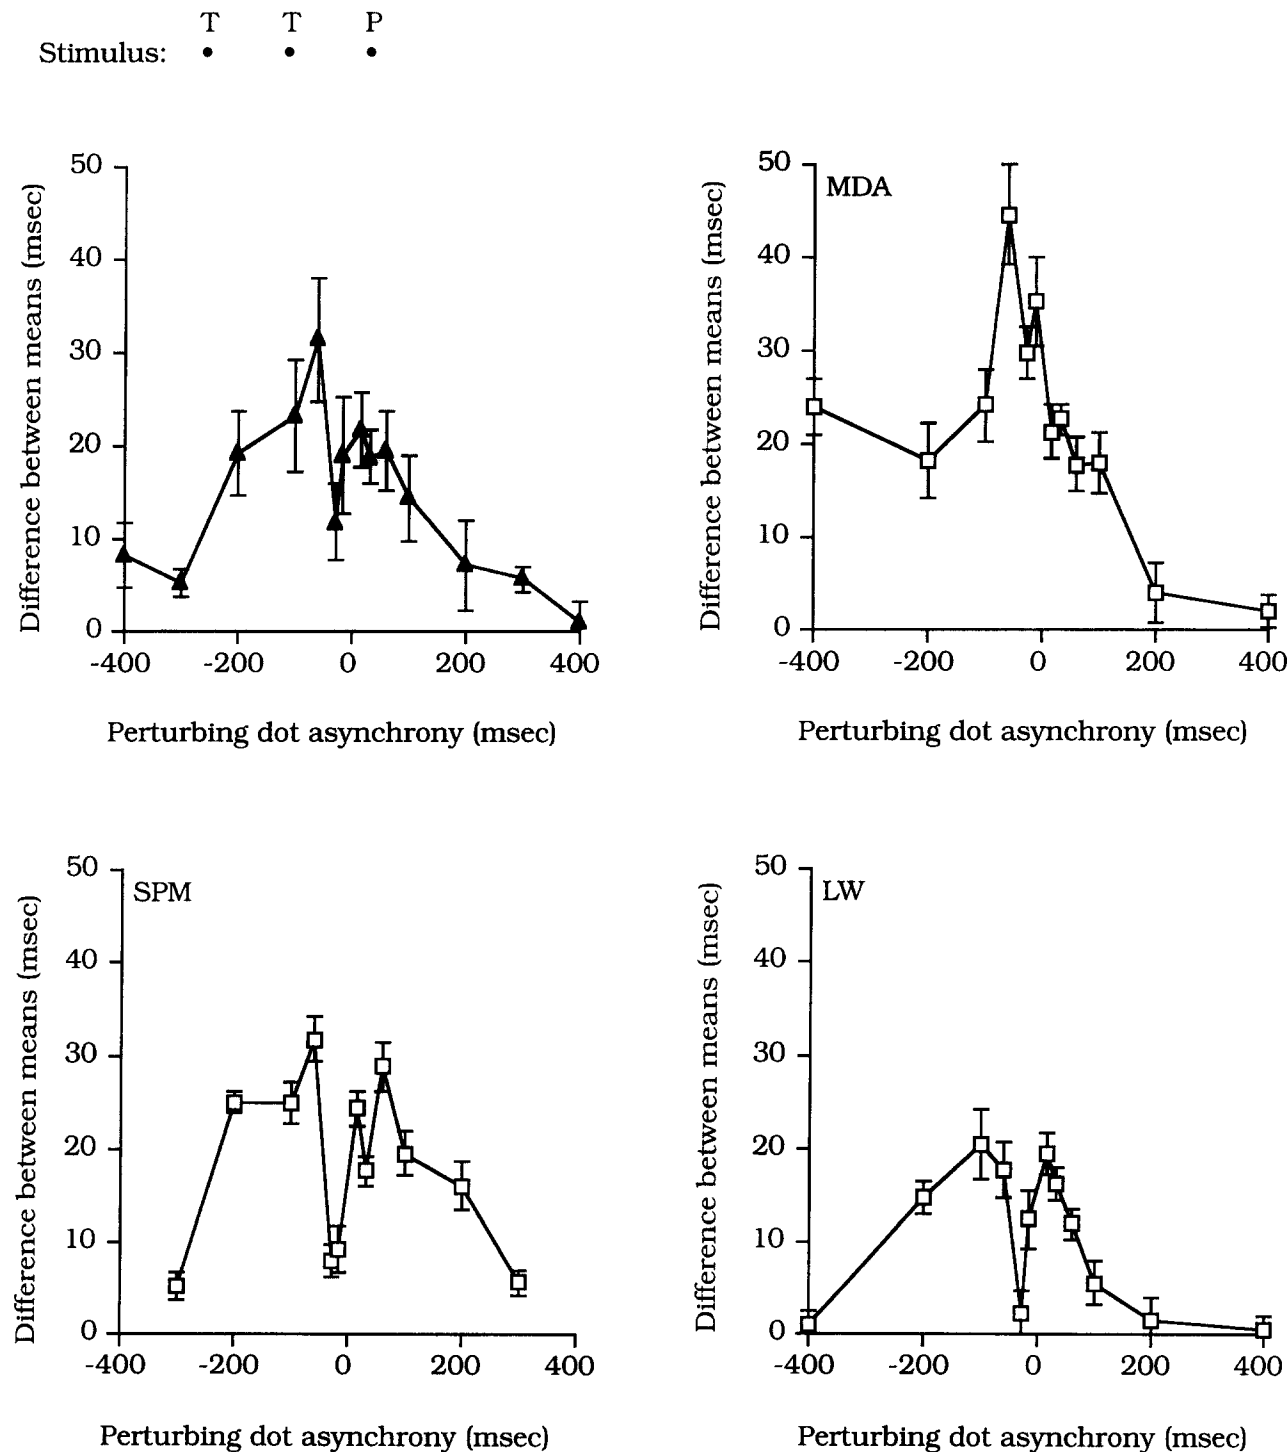 T T P
Stimulus: • • •
50
40
30
20
10
0
-400 -200 0 200 400
Difference between means (msec)
Perturbing dot asynchrony (msec)
MDA
50
40
30
20
10
0
-400 -200 0 200 400
Difference between means (msec)
Perturbing dot asynchrony (msec)
SPM
50
40
30
20
10
0
-400 -200 0 200 400
Difference between means (msec)
Perturbing dot asynchrony (msec)
LW
50
40
30
20
10
0
-400 -200 0 200 400
Difference between means (msec)
Perturbing dot asynchrony (msec)